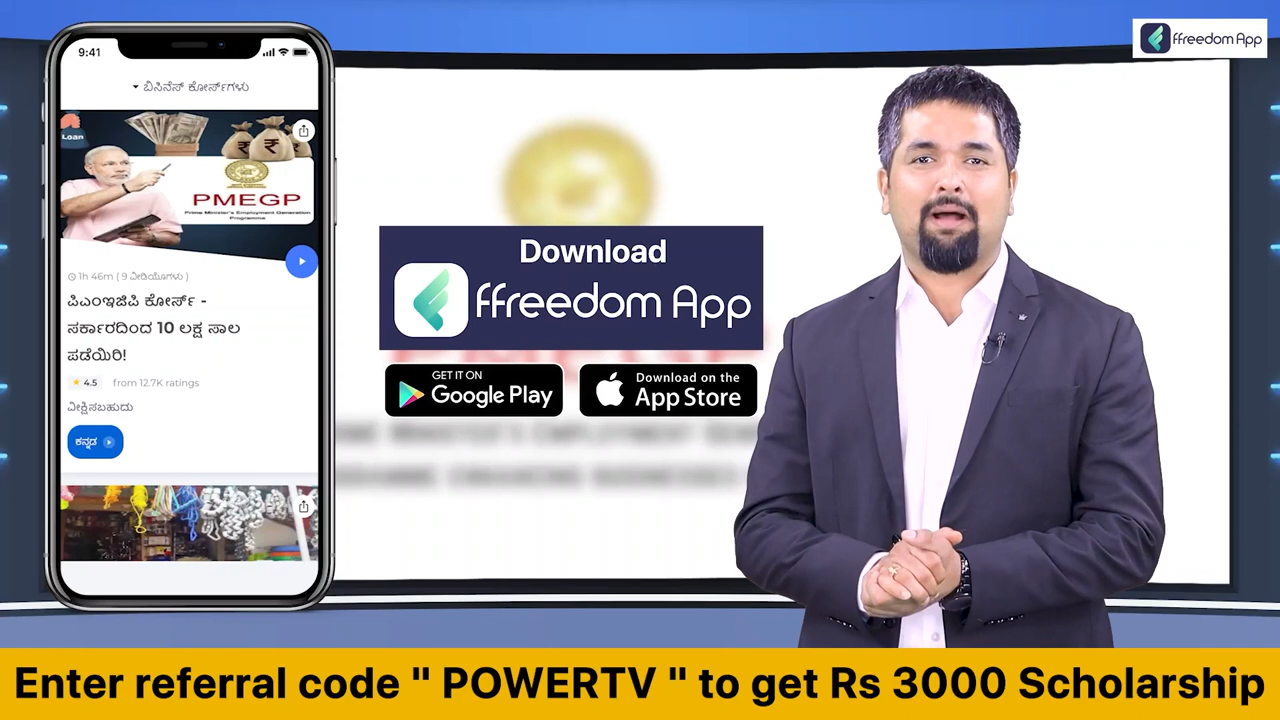 9:41
ಬಿಸಿನೆಸ್ ಕೋರ್ಸ್‌ಗಳು
Loan
PMEGP
Prime Minister's Employment Generation
Programme
1h 46m ( 9 ವೀಡಿಯೊಗಳು )
ಪಿಎಂಇಜಿಪಿ ಕೋರ್ಸ್ -
ಸರ್ಕಾರದಿಂದ 10 ಲಕ್ಷ ಸಾಲ
ಪಡೆಯಿರಿ!
4.5 from 12.7K ratings
ವೀಕ್ಷಿಸಬಹುದು
ಕನ್ನಡ
Download
ffreedom App
GET IT ON
Google Play
Download on the
App Store
ffreedom App
Enter referral code " POWERTV " to get Rs 3000 Scholarship